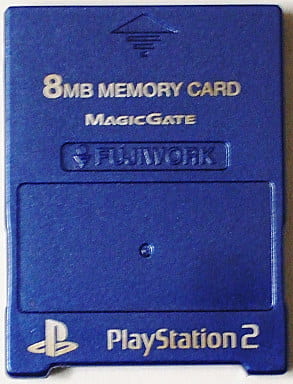 8MB MEMORY CARD
MAGICGATE
FUJIWORK
PlayStation 2